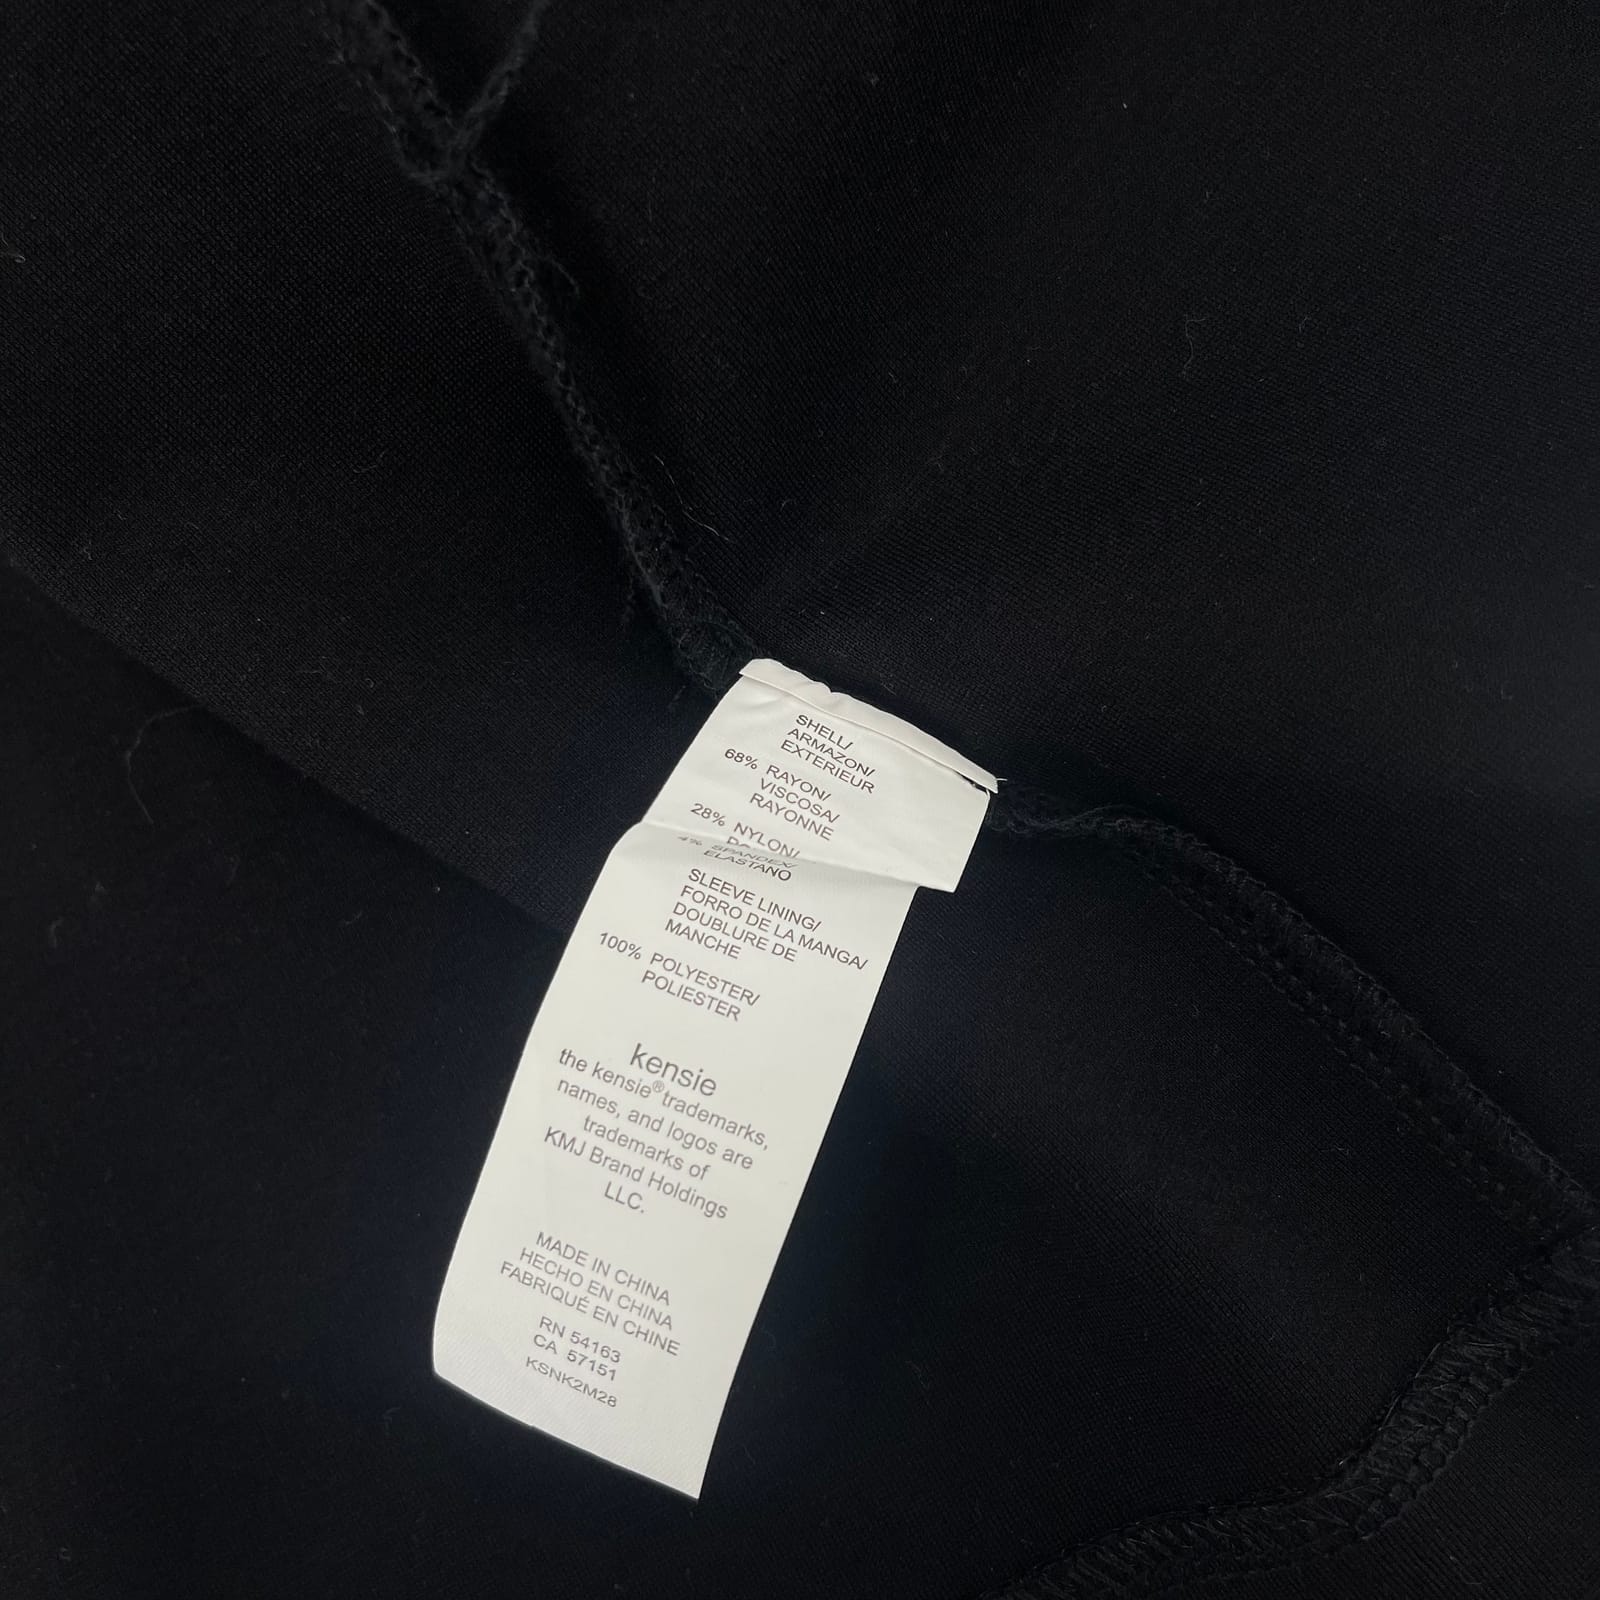 SHELL/
ARMAZON/
EXTERIEUR
68% RAYON/
VISCOSA/
RAYONNE
28% NYLON/
4% SPANDEX/
ELASTANO
SLEEVE LINING/
FORRO DE LA MANGA/
DOUBLURE DE
MANCHE
100% POLYESTER/
POLIESTER
kensie
the kensie® trademarks,
names, and logos are
trademarks of
KMJ Brand Holdings
LLC.
MADE IN CHINA
HECHO EN CHINA
FABRIQUÉ EN CHINE
RN 54163
CA 57151
KSNK2M28